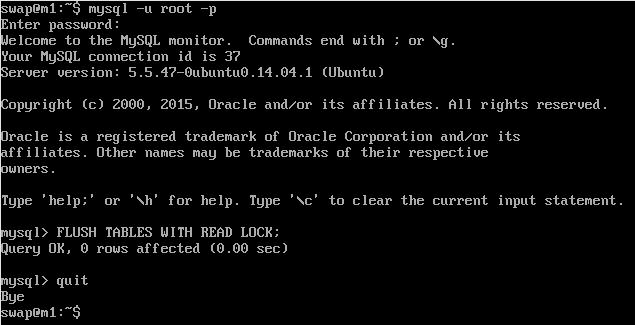 swap@m1:~$ mysql -u root -p
Enter password:
Welcome to the MySQL monitor.  Commands end with ; or \g.
Your MySQL connection id is 37
Server version: 5.5.47-0ubuntu0.14.04.1 (Ubuntu)
Copyright (c) 2000, 2015, Oracle and/or its affiliates. All rights reserved.
Oracle is a registered trademark of Oracle Corporation and/or its
affiliates. Other names may be trademarks of their respective
owners.
Type 'help;' or '\h' for help. Type '\c' to clear the current input statement.
mysql> FLUSH TABLES WITH READ LOCK;
Query OK, 0 rows affected (0.00 sec)
mysql> quit
Bye
swap@m1:~$